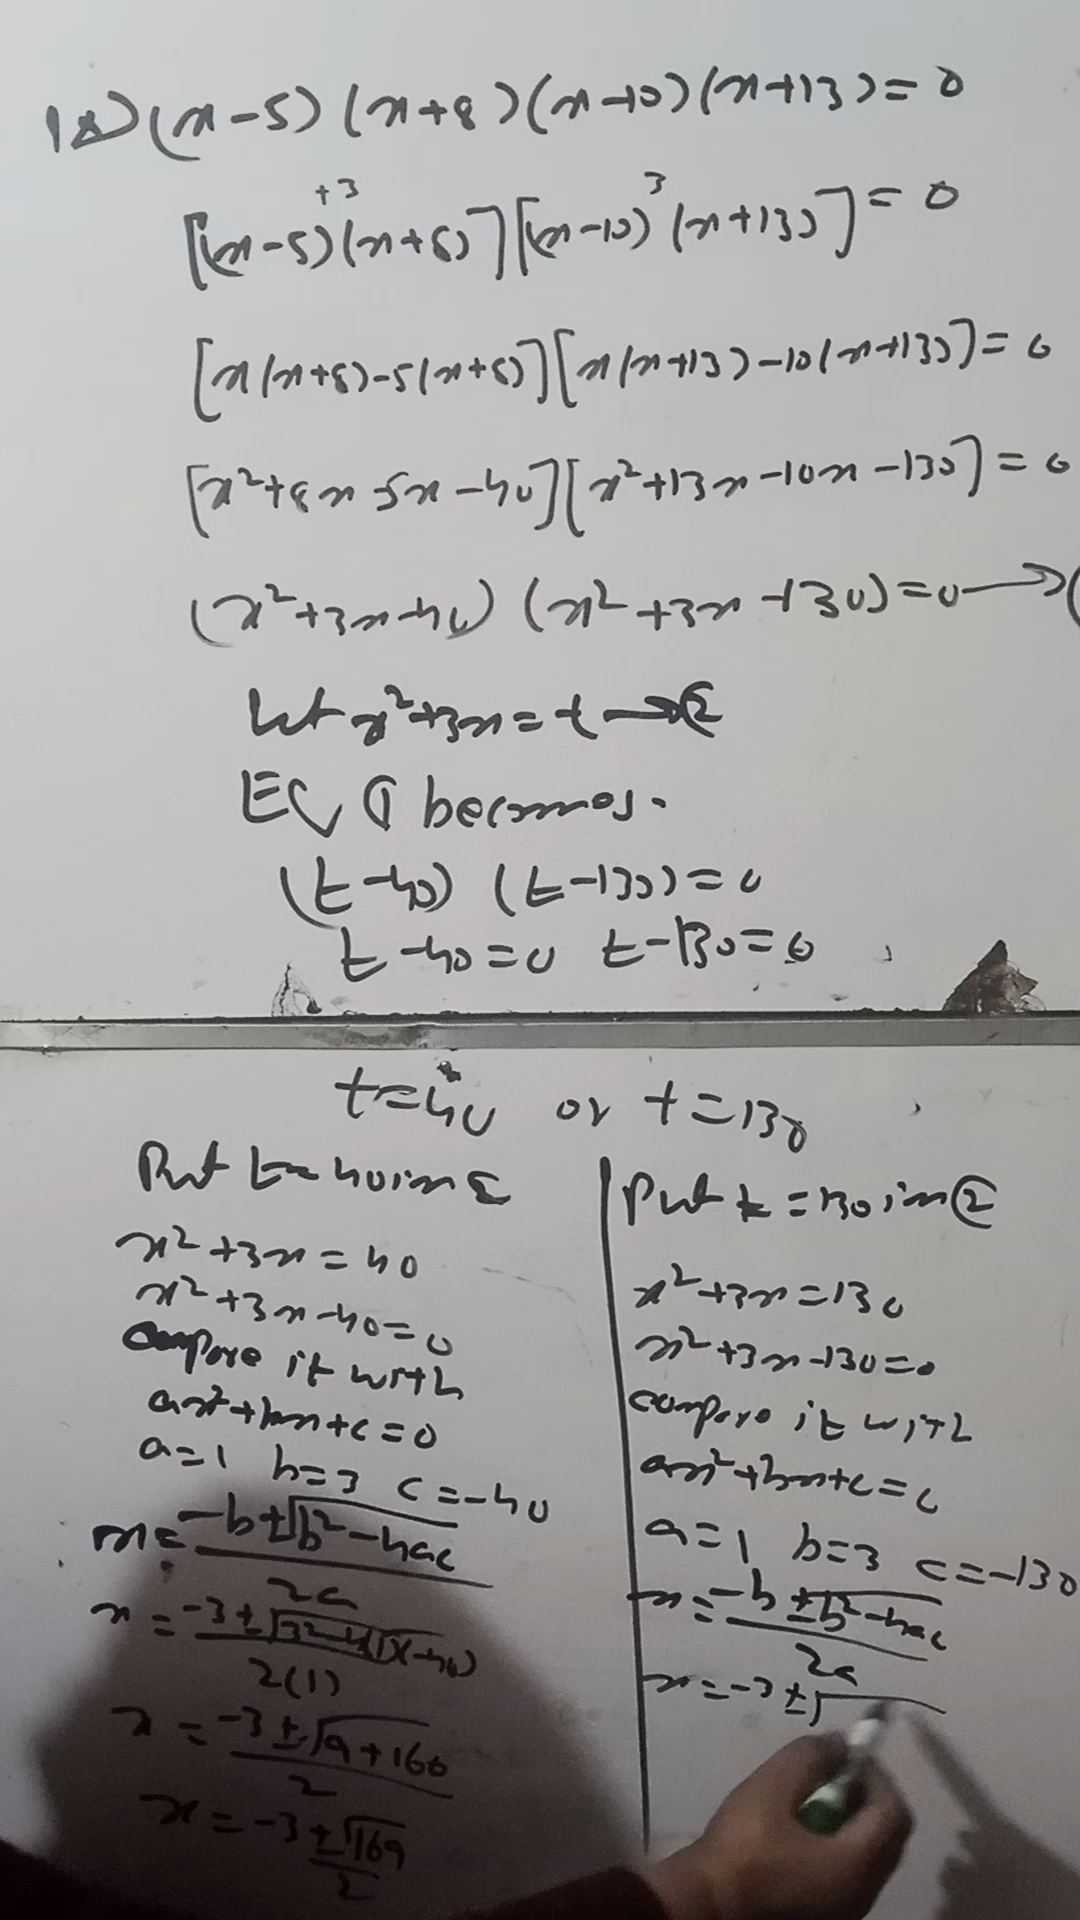 (x-5)(x+8)(x-10)(x+13)=0
+3 3
[(x-5)(x+8)][(x-10)(x+13)]=0
[x(x+8)-5(x+8)][x(x+13)-10(x+13)]=0
[x²+8x-5x-40][x²+13x-10x-130]=0
(x²+3x-40)(x²+3x-130)=0→(
Let x²+3x=t→②
EQ ① becomes.
(t-40) (t-130)=0
t-40=0 t-130=0
t=40 or t=130
Put t=40 in ②
x²+3x=40
x²+3x-40=0
compare it with
ax²+bx+c=0
a=1 b=3 c=-40
x=-b±√b²-4ac
2a
x=-3±√3²-4(1)(-40)
2(1)
x=-3±√9+160
2
x=-3±√169
2
Put t=130 in ②
x²+3x=130
x²+3x-130=0
compare it with
ax²+bx+c=0
a=1 b=3 c=-130
x=-b±√b²-4ac
2a
x=-3±√